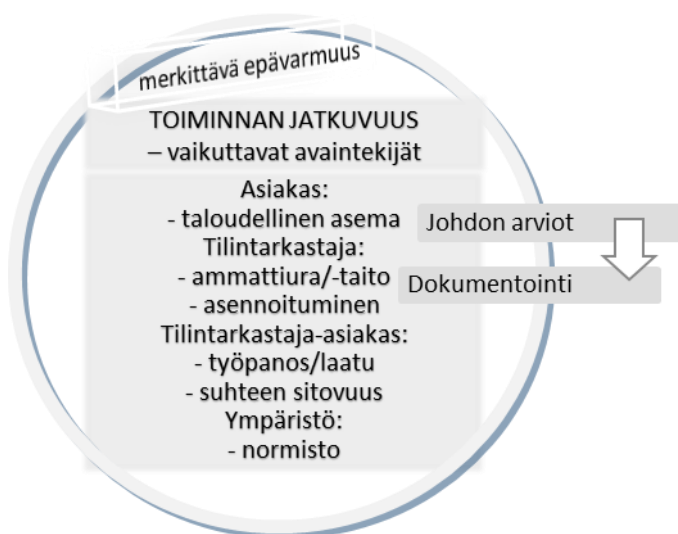 merkittävä epävarmuus
TOIMINNAN JATKUVUUS
– vaikuttavat avaintekijät
Asiakas:
- taloudellinen asema
Johdon arviot
Tilintarkastaja:
- ammattiura/-taito
Dokumentointi
- asennoituminen
Tilintarkastaja-asiakas:
- työpanos/laatu
- suhteen sitovuus
Ympäristö:
- normisto